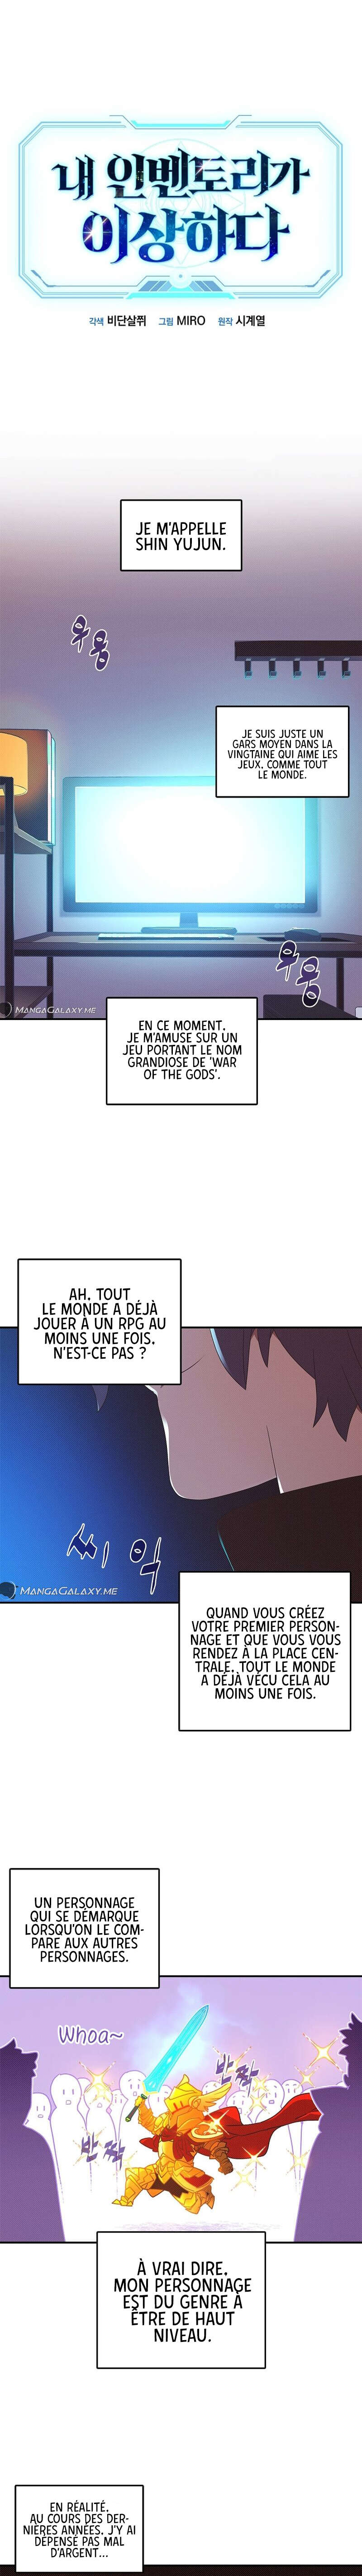 내 인벤토리가
이상하다
각색 비단살쮜 그림 MIRO 원작 시계열
JE M'APPELLE
SHIN YUJUN.
우웅
JE SUIS JUSTE UN
GARS MOYEN DANS LA
VINGTAINE QUI AIME LES
JEUX, COMME TOUT
LE MONDE.
우웅
MANGAGALAXY.ME
EN CE MOMENT,
JE M'AMUSE SUR UN
JEU PORTANT LE NOM
GRANDIOSE DE 'WAR
OF THE GODS'.
AH, TOUT
LE MONDE A DÉJÀ
JOUER À UN RPG AU
MOINS UNE FOIS,
N'EST-CE PAS ?
씨익
MANGAGALAXY.ME
QUAND VOUS CRÉEZ
VOTRE PREMIER PERSON-
NAGE ET QUE VOUS VOUS
RENDEZ À LA PLACE CEN-
TRALE, TOUT LE MONDE
A DÉJÀ VÉCU CELA AU
MOINS UNE FOIS.
UN PERSONNAGE
QUI SE DÉMARQUE
LORSQU'ON LE COM-
PARE AUX AUTRES
PERSONNAGES.
Whoa~
반짝
반짝
À VRAI DIRE,
MON PERSONNAGE
EST DU GENRE À
ÊTRE DE HAUT
NIVEAU.
EN RÉALITÉ,
AU COURS DES DER-
NIÈRES ANNÉES, J'Y AI
DÉPENSÉ PAS MAL
D'ARGENT...